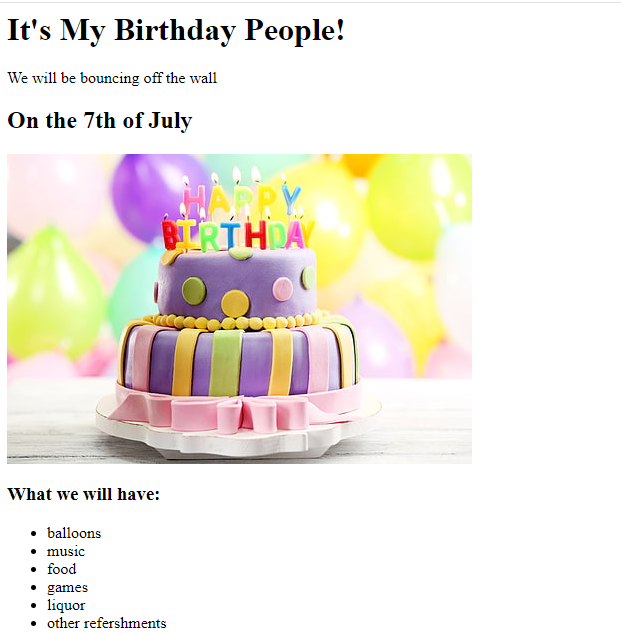 It's My Birthday People!
We will be bouncing off the wall
On the 7th of July
HAPPY
BIRTHDAY
What we will have:
balloons
music
food
games
liquor
other refershments